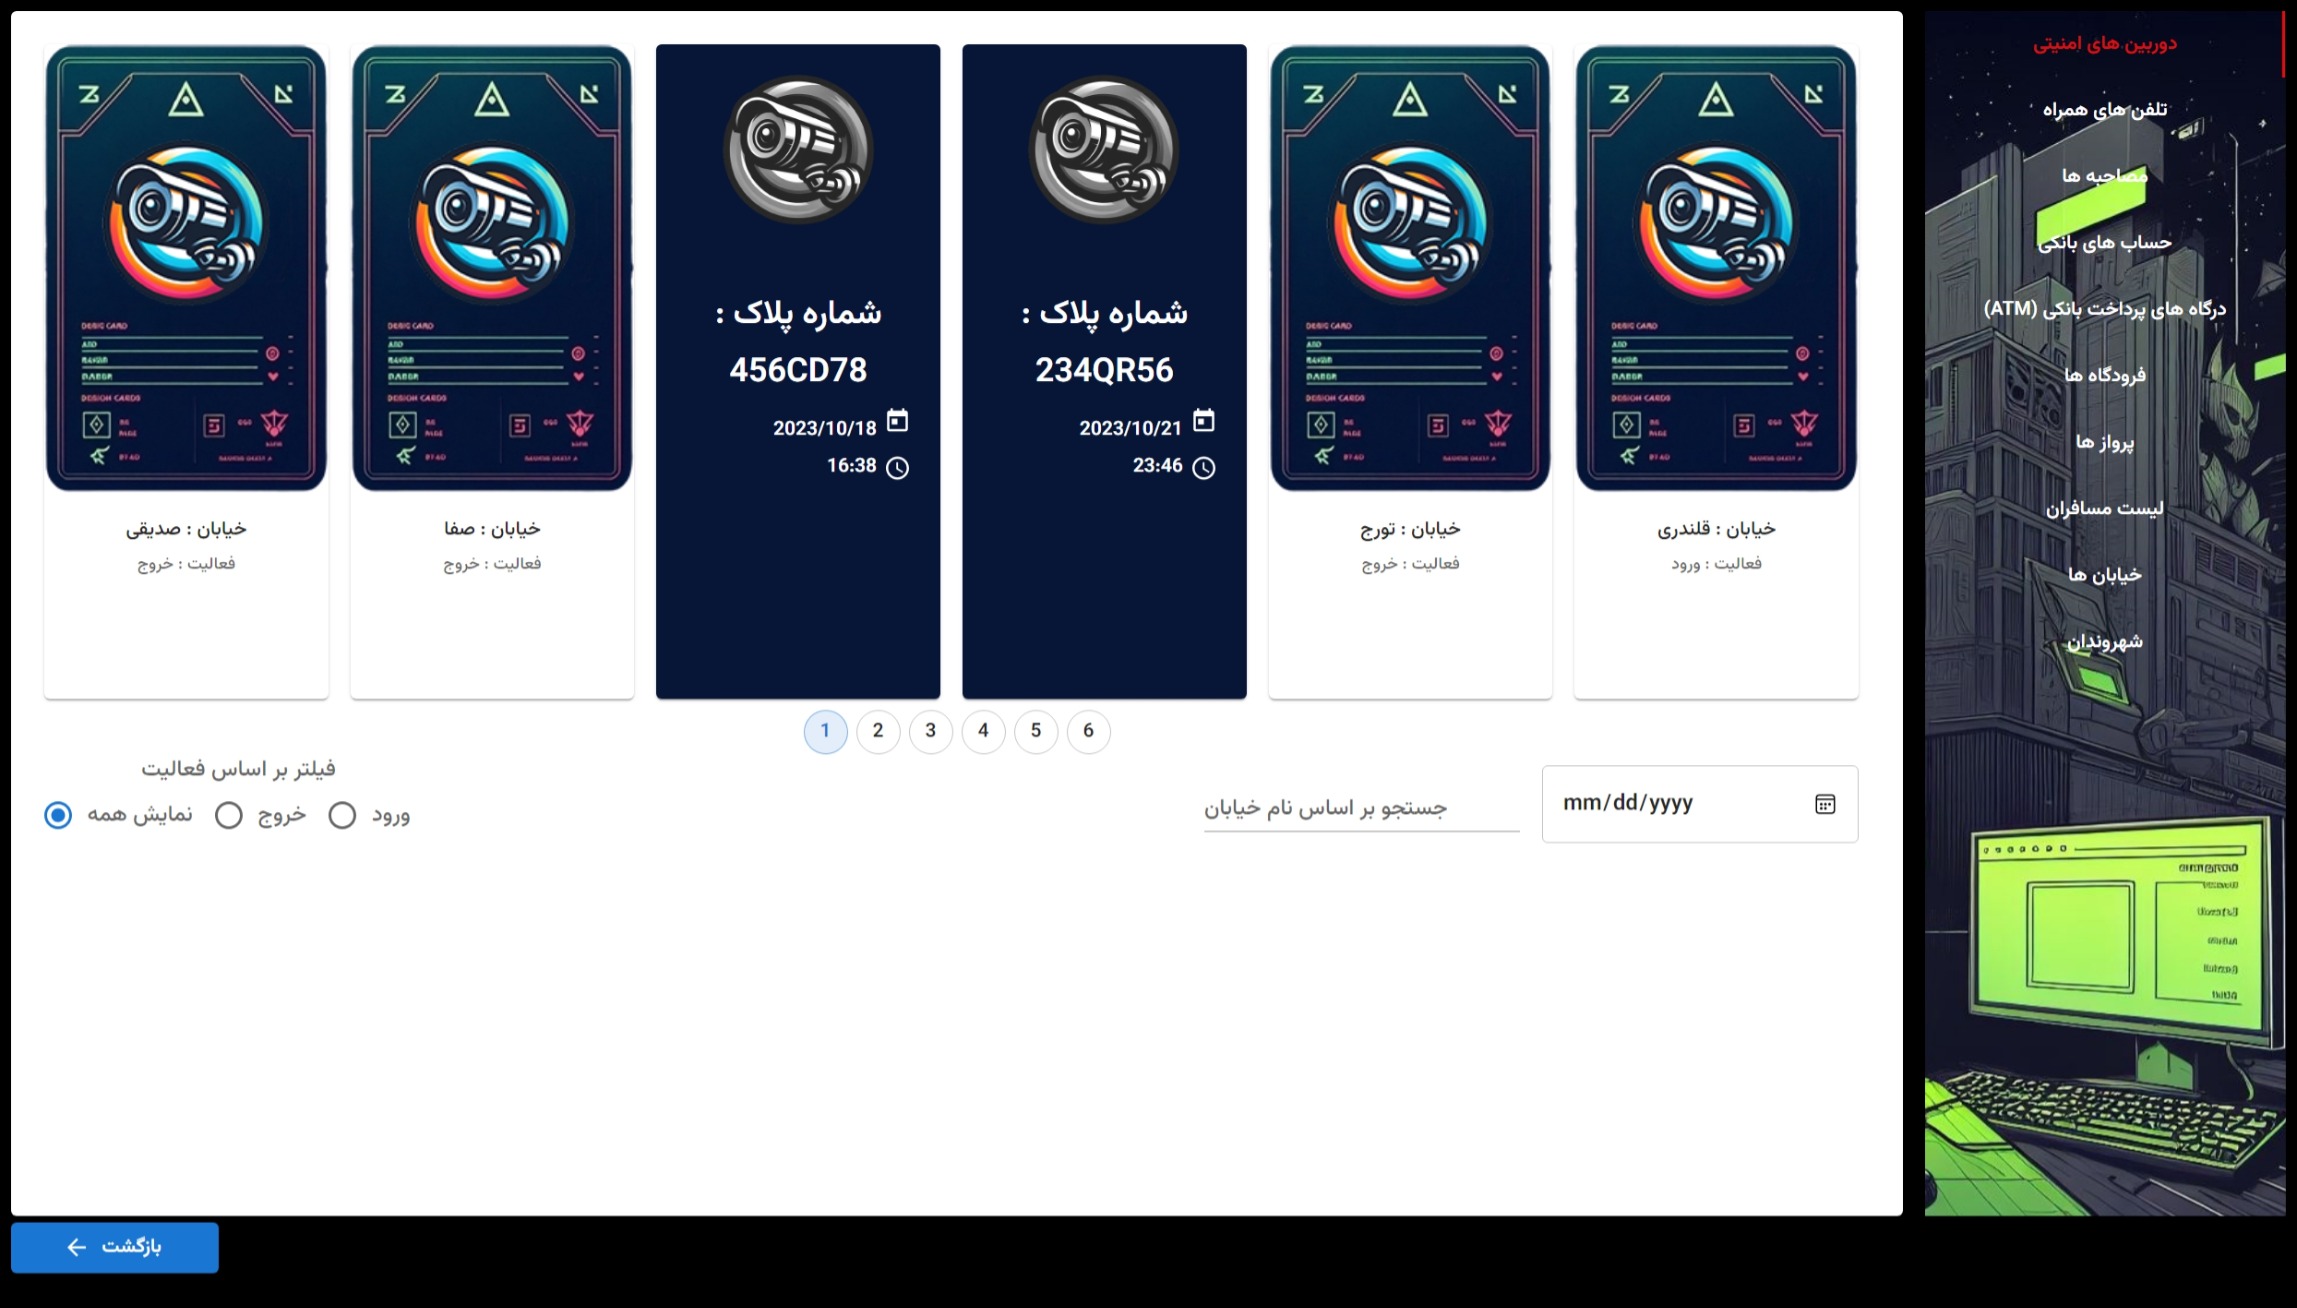 دوربین های امنیتی
تلفن های همراه
مصاحبه ها
حساب های بانکی
درگاه های پرداخت بانکی (ATM)
فرودگاه ها
پرواز ها
لیست مسافران
خیابان ها
شهروندان
خیابان : قلندری
فعالیت : ورود
خیابان : تورج
فعالیت : خروج
شماره پلاک :
234QR56
2023/10/21
23:46
شماره پلاک :
456CD78
2023/10/18
16:38
خیابان : صفا
فعالیت : خروج
خیابان : صدیقی
فعالیت : خروج
1 2 3 4 5 6
mm/dd/yyyy
جستجو بر اساس نام خیابان
فیلتر بر اساس فعالیت
ورود
خروج
نمایش همه
بازگشت